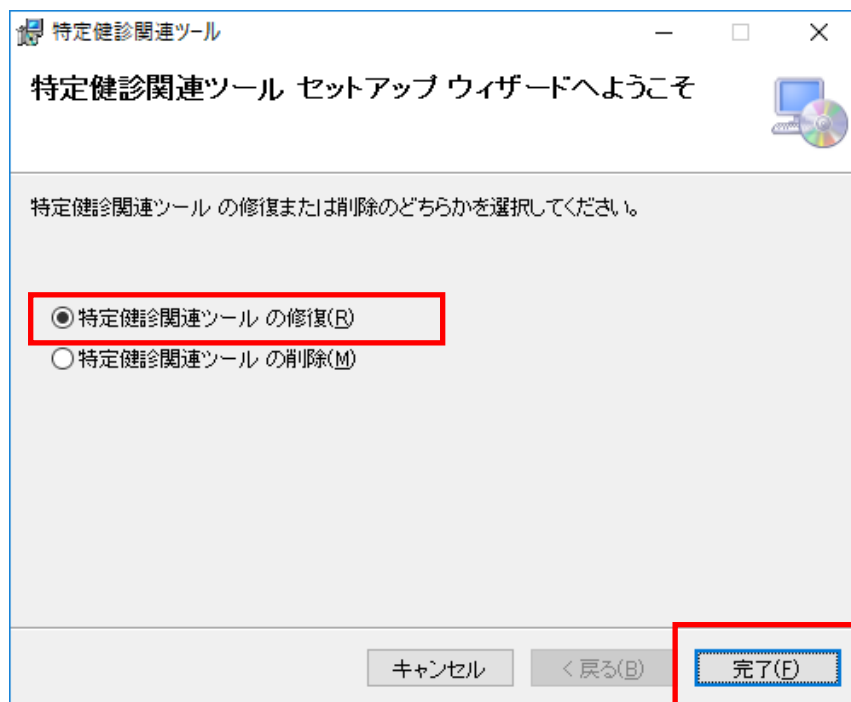 特定健診関連ツール
特定健診関連ツール セットアップ ウィザードへようこそ
特定健診関連ツール の修復または削除のどちらかを選択してください。
特定健診関連ツール の修復(R)
特定健診関連ツール の削除(M)
キャンセル
< 戻る(B)
完了(F)